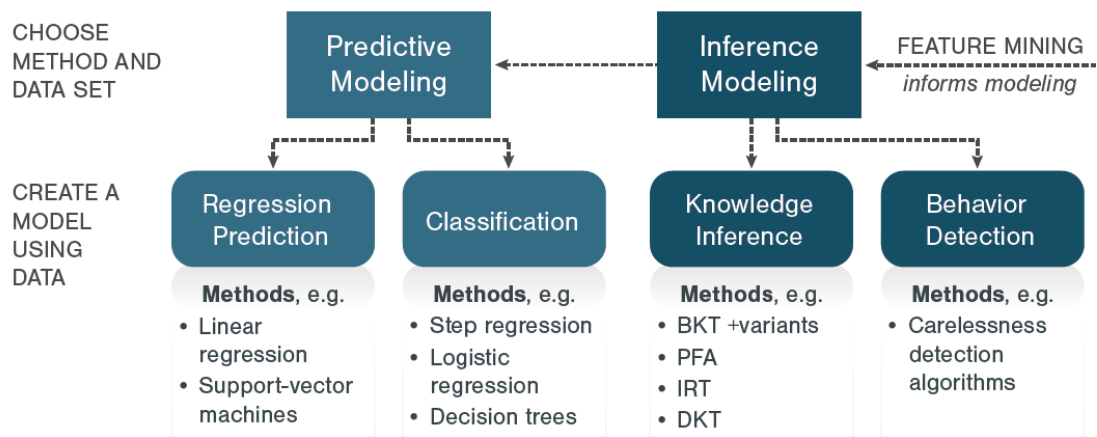 CHOOSE
METHOD AND
DATA SET
Predictive
Modeling
Inference
Modeling
FEATURE MINING
informs modeling
CREATE A
MODEL
USING
DATA
Regression
Prediction
Classification
Knowledge
Inference
Behavior
Detection
Methods, e.g.
• Linear
regression
• Support-vector
machines
Methods, e.g.
• Step regression
• Logistic
regression
• Decision trees
Methods, e.g.
• BKT +variants
• PFA
• IRT
• DKT
Methods, e.g.
• Carelessness
detection
algorithms